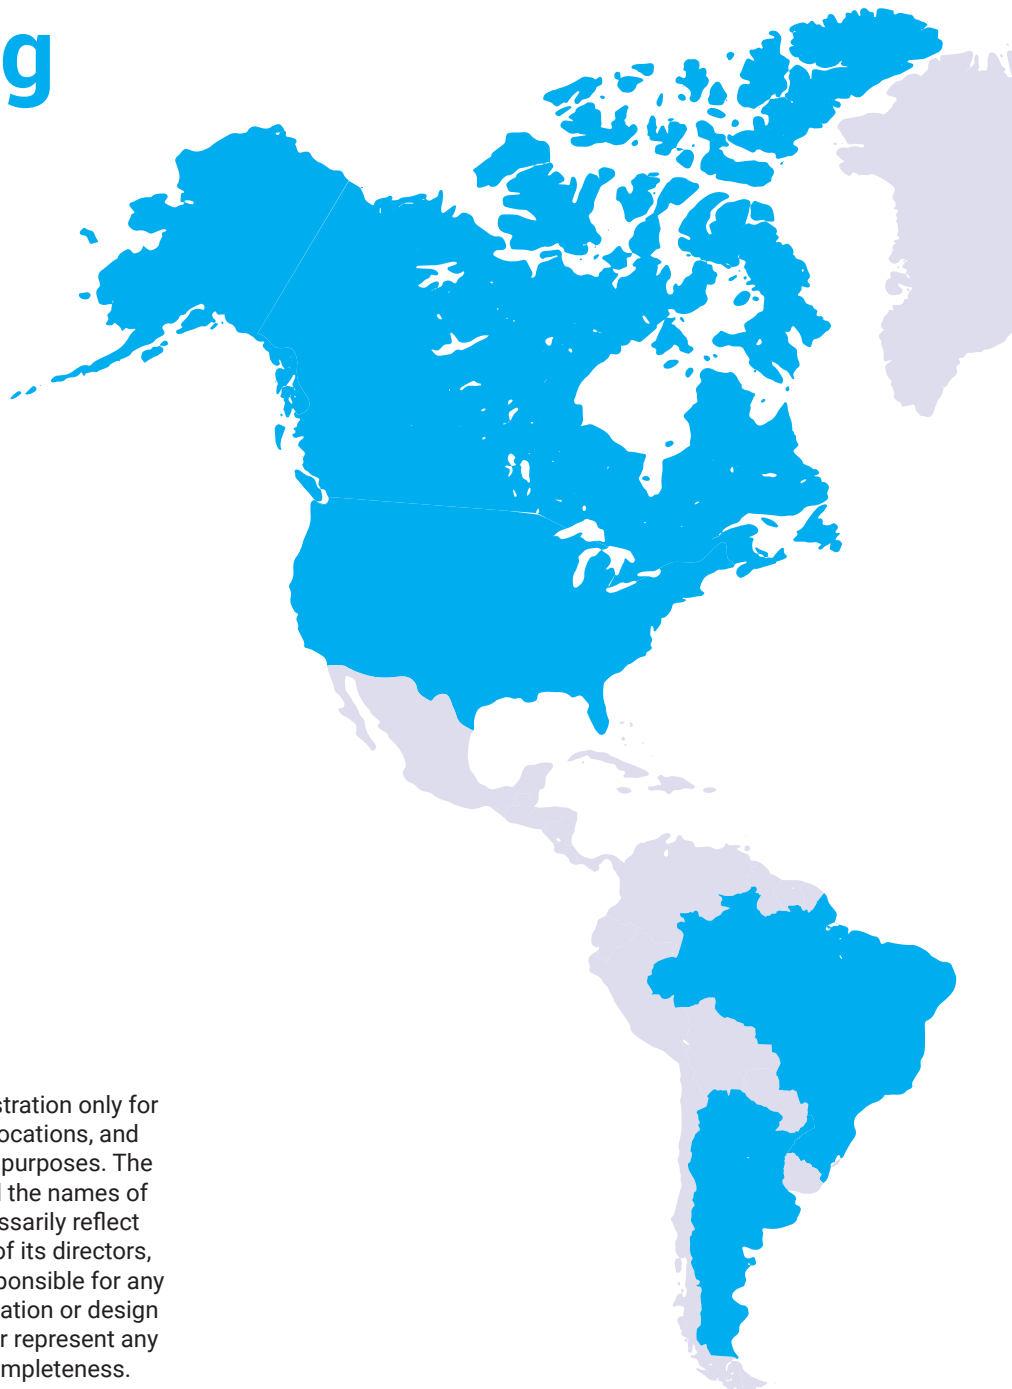 g
stration only for
ocations, and
purposes. The
the names of
ssarily reflect
of its directors,
ponsible for any
ation or design
r represent any
mpleteness.